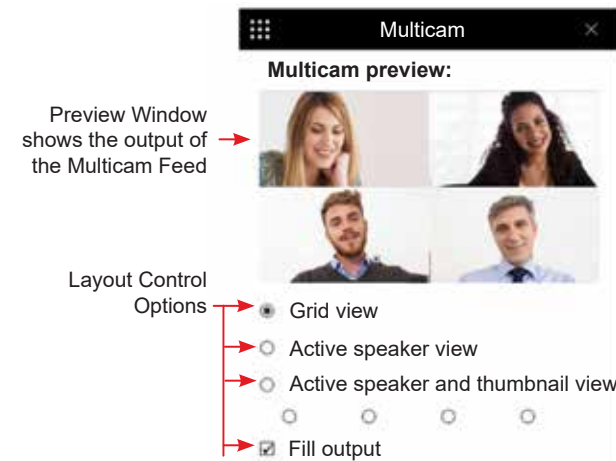 Multicam
Multicam preview:
Preview Window
shows the output of
the Multicam Feed
Layout Control
Options
Grid view
Active speaker view
Active speaker and thumbnail view
Fill output